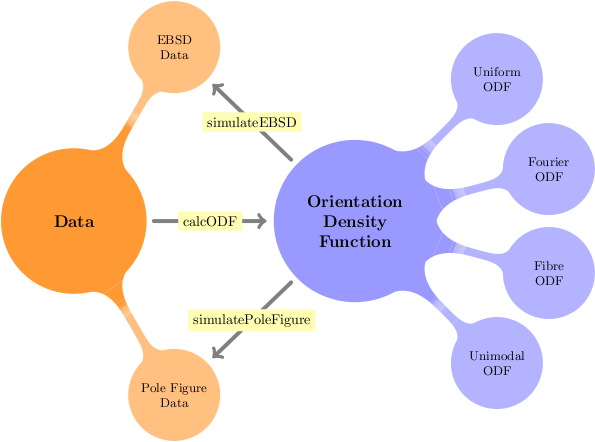 EBSD
Data
simulateEBSD
Uniform
ODF
Fourier
ODF
Data
calcODF
Orientation
Density
Function
Fibre
ODF
simulatePoleFigure
Unimodal
ODF
Pole Figure
Data